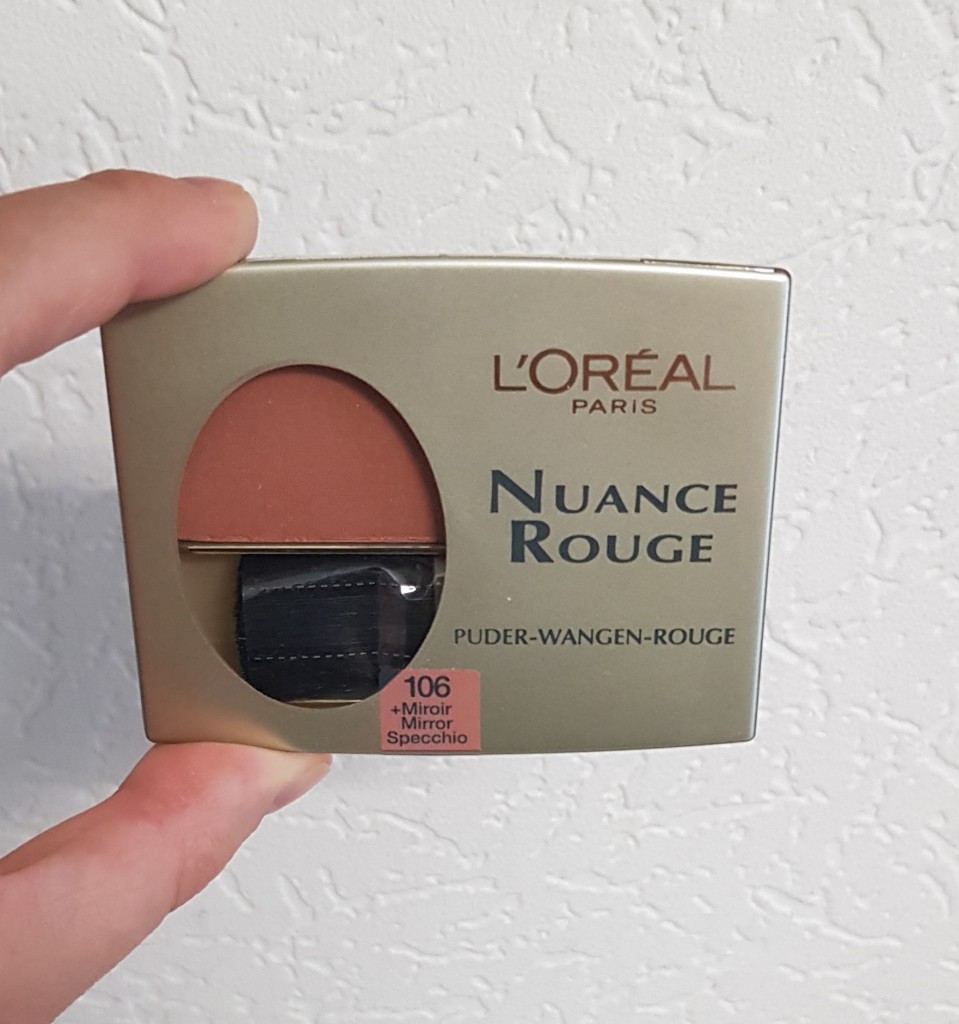 L'ORÉAL
PARIS
NUANCE
ROUGE
PUDER-WANGEN-ROUGE
106
+Miroir
Mirror
Specchio